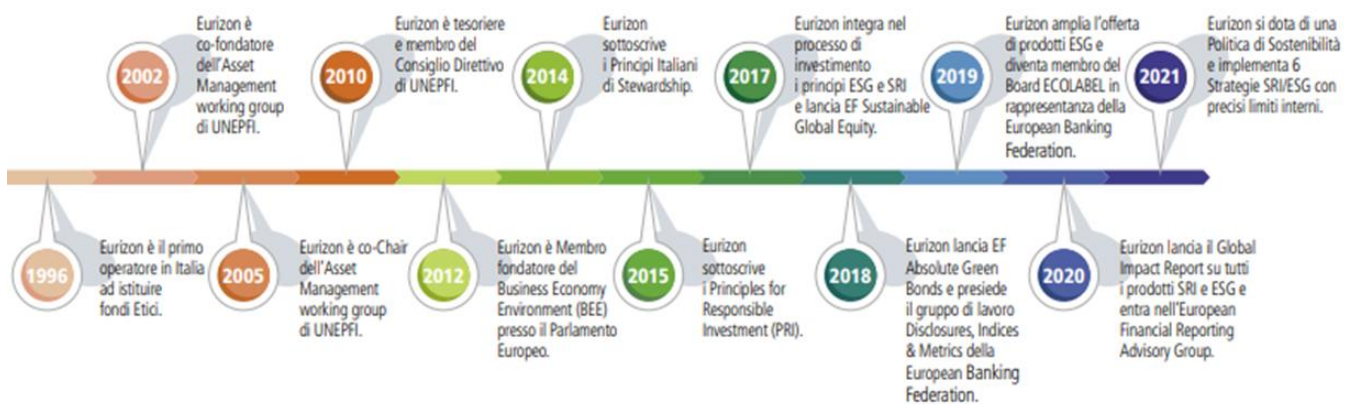 1996
Eurizon è il primo
operatore in Italia
ad istituire
fondi Etici.
2002
Eurizon è
co-fondatore
dell'Asset
Management
working group
di UNEPFI.
2005
Eurizon è co-Chair
dell'Asset
Management
working group
di UNEPFI.
2010
Eurizon è tesoriere
e membro del
Consiglio Direttivo
di UNEPFI.
2012
Eurizon è Membro
fondatore del
Business Economy
Environment (BEE)
presso il Parlamento
Europeo.
2014
Eurizon
sottoscrive
i Principi Italiani
di Stewardship.
2015
Eurizon
sottoscrive
i Principles for
Responsible
Investment (PRI).
2017
Eurizon integra nel
processo di
investimento
i principi ESG e SRI
e lancia EF Sustainable
Global Equity.
2018
Eurizon lancia EF
Absolute Green
Bonds e presiede
il gruppo di lavoro
Disclosures, Indices
& Metrics della
European Banking
Federation.
2019
Eurizon amplia l'offerta
di prodotti ESG e
diventa membro del
Board ECOLABEL in
rappresentanza della
European Banking
Federation.
2020
Eurizon lancia il Global
Impact Report su tutti
i prodotti SRI e ESG e
entra nell'European
Financial Reporting
Advisory Group.
2021
Eurizon si dota di una
Politica di Sostenibilità
e implementa 6
Strategie SRI/ESG con
precisi limiti interni.